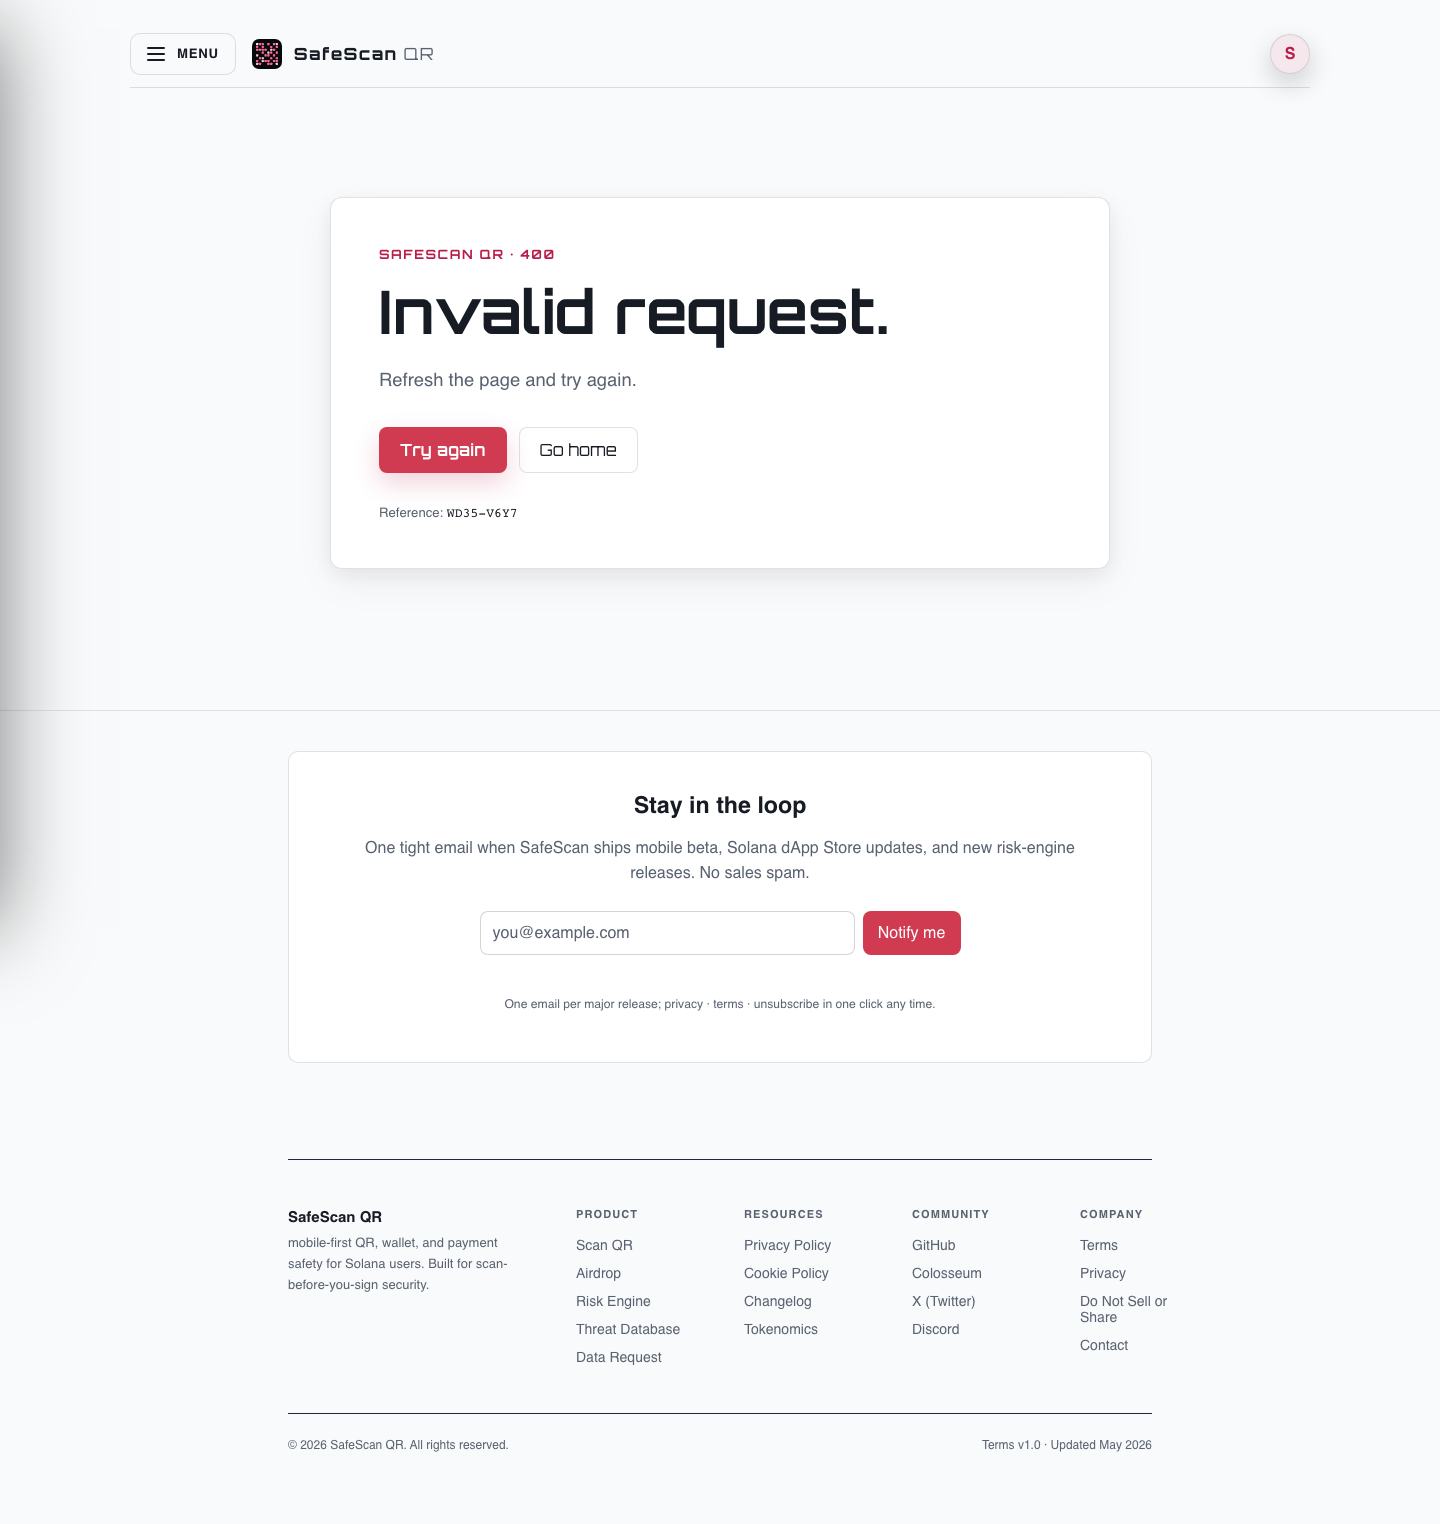 MENU
SafeScan QR
S
SAFESCAN QR · 400
Invalid request.
Refresh the page and try again.
Try again
Go home
Reference: WD35-V6Y7
Stay in the loop
One tight email when SafeScan ships mobile beta, Solana dApp Store updates, and new risk-engine
releases. No sales spam.
you@example.com
Notify me
One email per major release; privacy · terms · unsubscribe in one click any time.
SafeScan QR
mobile-first QR, wallet, and payment
safety for Solana users. Built for scan-
before-you-sign security.
PRODUCT
Scan QR
Airdrop
Risk Engine
Threat Database
Data Request
RESOURCES
Privacy Policy
Cookie Policy
Changelog
Tokenomics
COMMUNITY
GitHub
Colosseum
X (Twitter)
Discord
COMPANY
Terms
Privacy
Do Not Sell or
Share
Contact
© 2026 SafeScan QR. All rights reserved.
Terms v1.0 · Updated May 2026